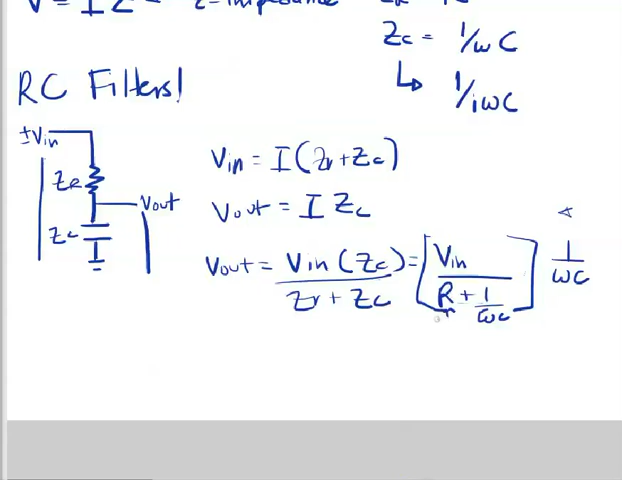 V = I Z Z = Impedance
Zc = 1/ωC
↳ 1/iωC
RC Filters!
±Vin
ZR
Vout
Zc
Vin = I (Zr + Zc)
Vout = I Zc
Vout = Vin (Zc) / Zr + Zc = [Vin / R + 1/ωc] 1/ωC